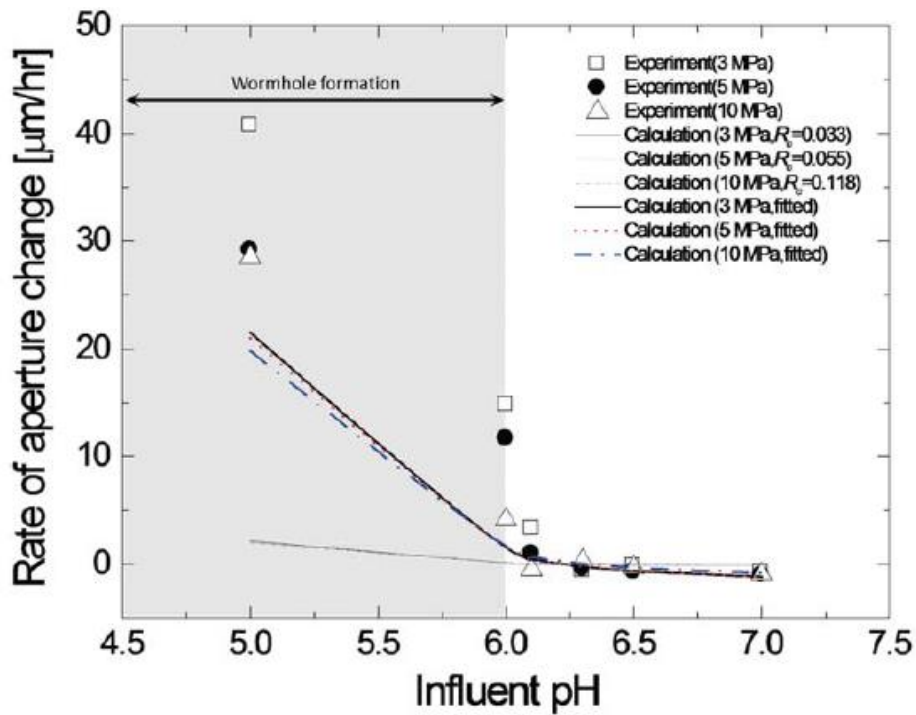 50
40
30
20
10
0
Rate of aperture change [μm/hr]
Wormhole formation
Experiment(3 MPa)
Experiment(5 MPa)
Experiment(10 MPa)
Calculation (3 MPa,Rc=0.033)
Calculation (5 MPa,Rc=0.055)
Calculation (10 MPa,Rc=0.118)
Calculation (3 MPa,fitted)
Calculation (5 MPa,fitted)
Calculation (10 MPa,fitted)
4.5 5.0 5.5 6.0 6.5 7.0 7.5
Influent pH